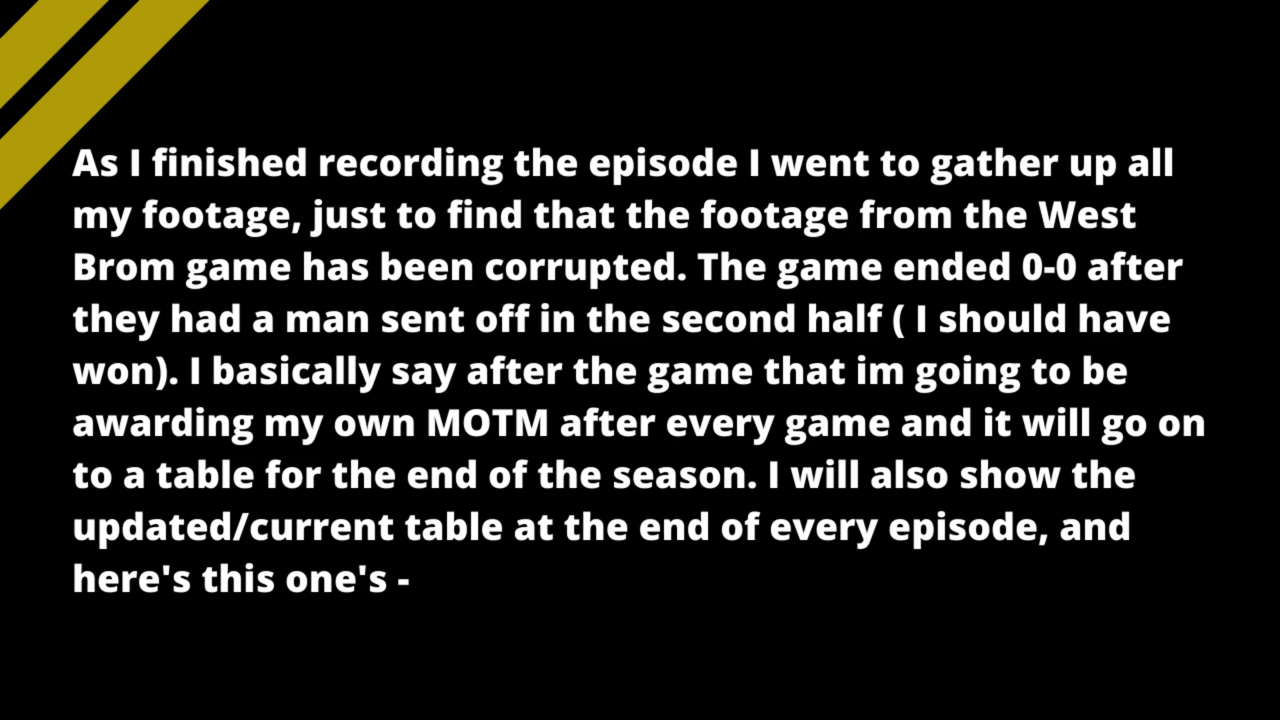 As I finished recording the episode I went to gather up all
my footage, just to find that the footage from the West
Brom game has been corrupted. The game ended 0-0 after
they had a man sent off in the second half ( I should have
won). I basically say after the game that im going to be
awarding my own MOTM after every game and it will go on
to a table for the end of the season. I will also show the
updated/current table at the end of every episode, and
here's this one's -